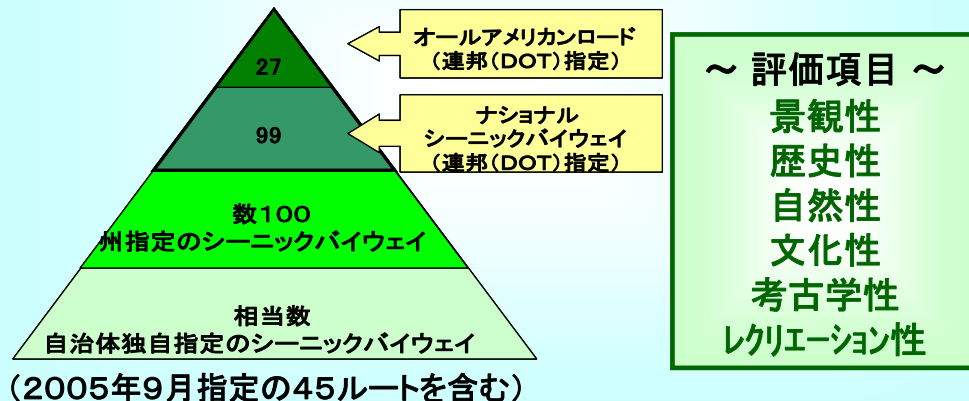 27
オールアメリカンロード
（連邦（DOT）指定）
99
ナショナル
シーニックバイウェイ
（連邦（DOT）指定）
数１００
州指定のシーニックバイウェイ
相当数
自治体独自指定のシーニックバイウェイ
（２００５年９月指定の４５ルートを含む）
～ 評価項目 ～
景観性
歴史性
自然性
文化性
考古学性
レクリエーション性